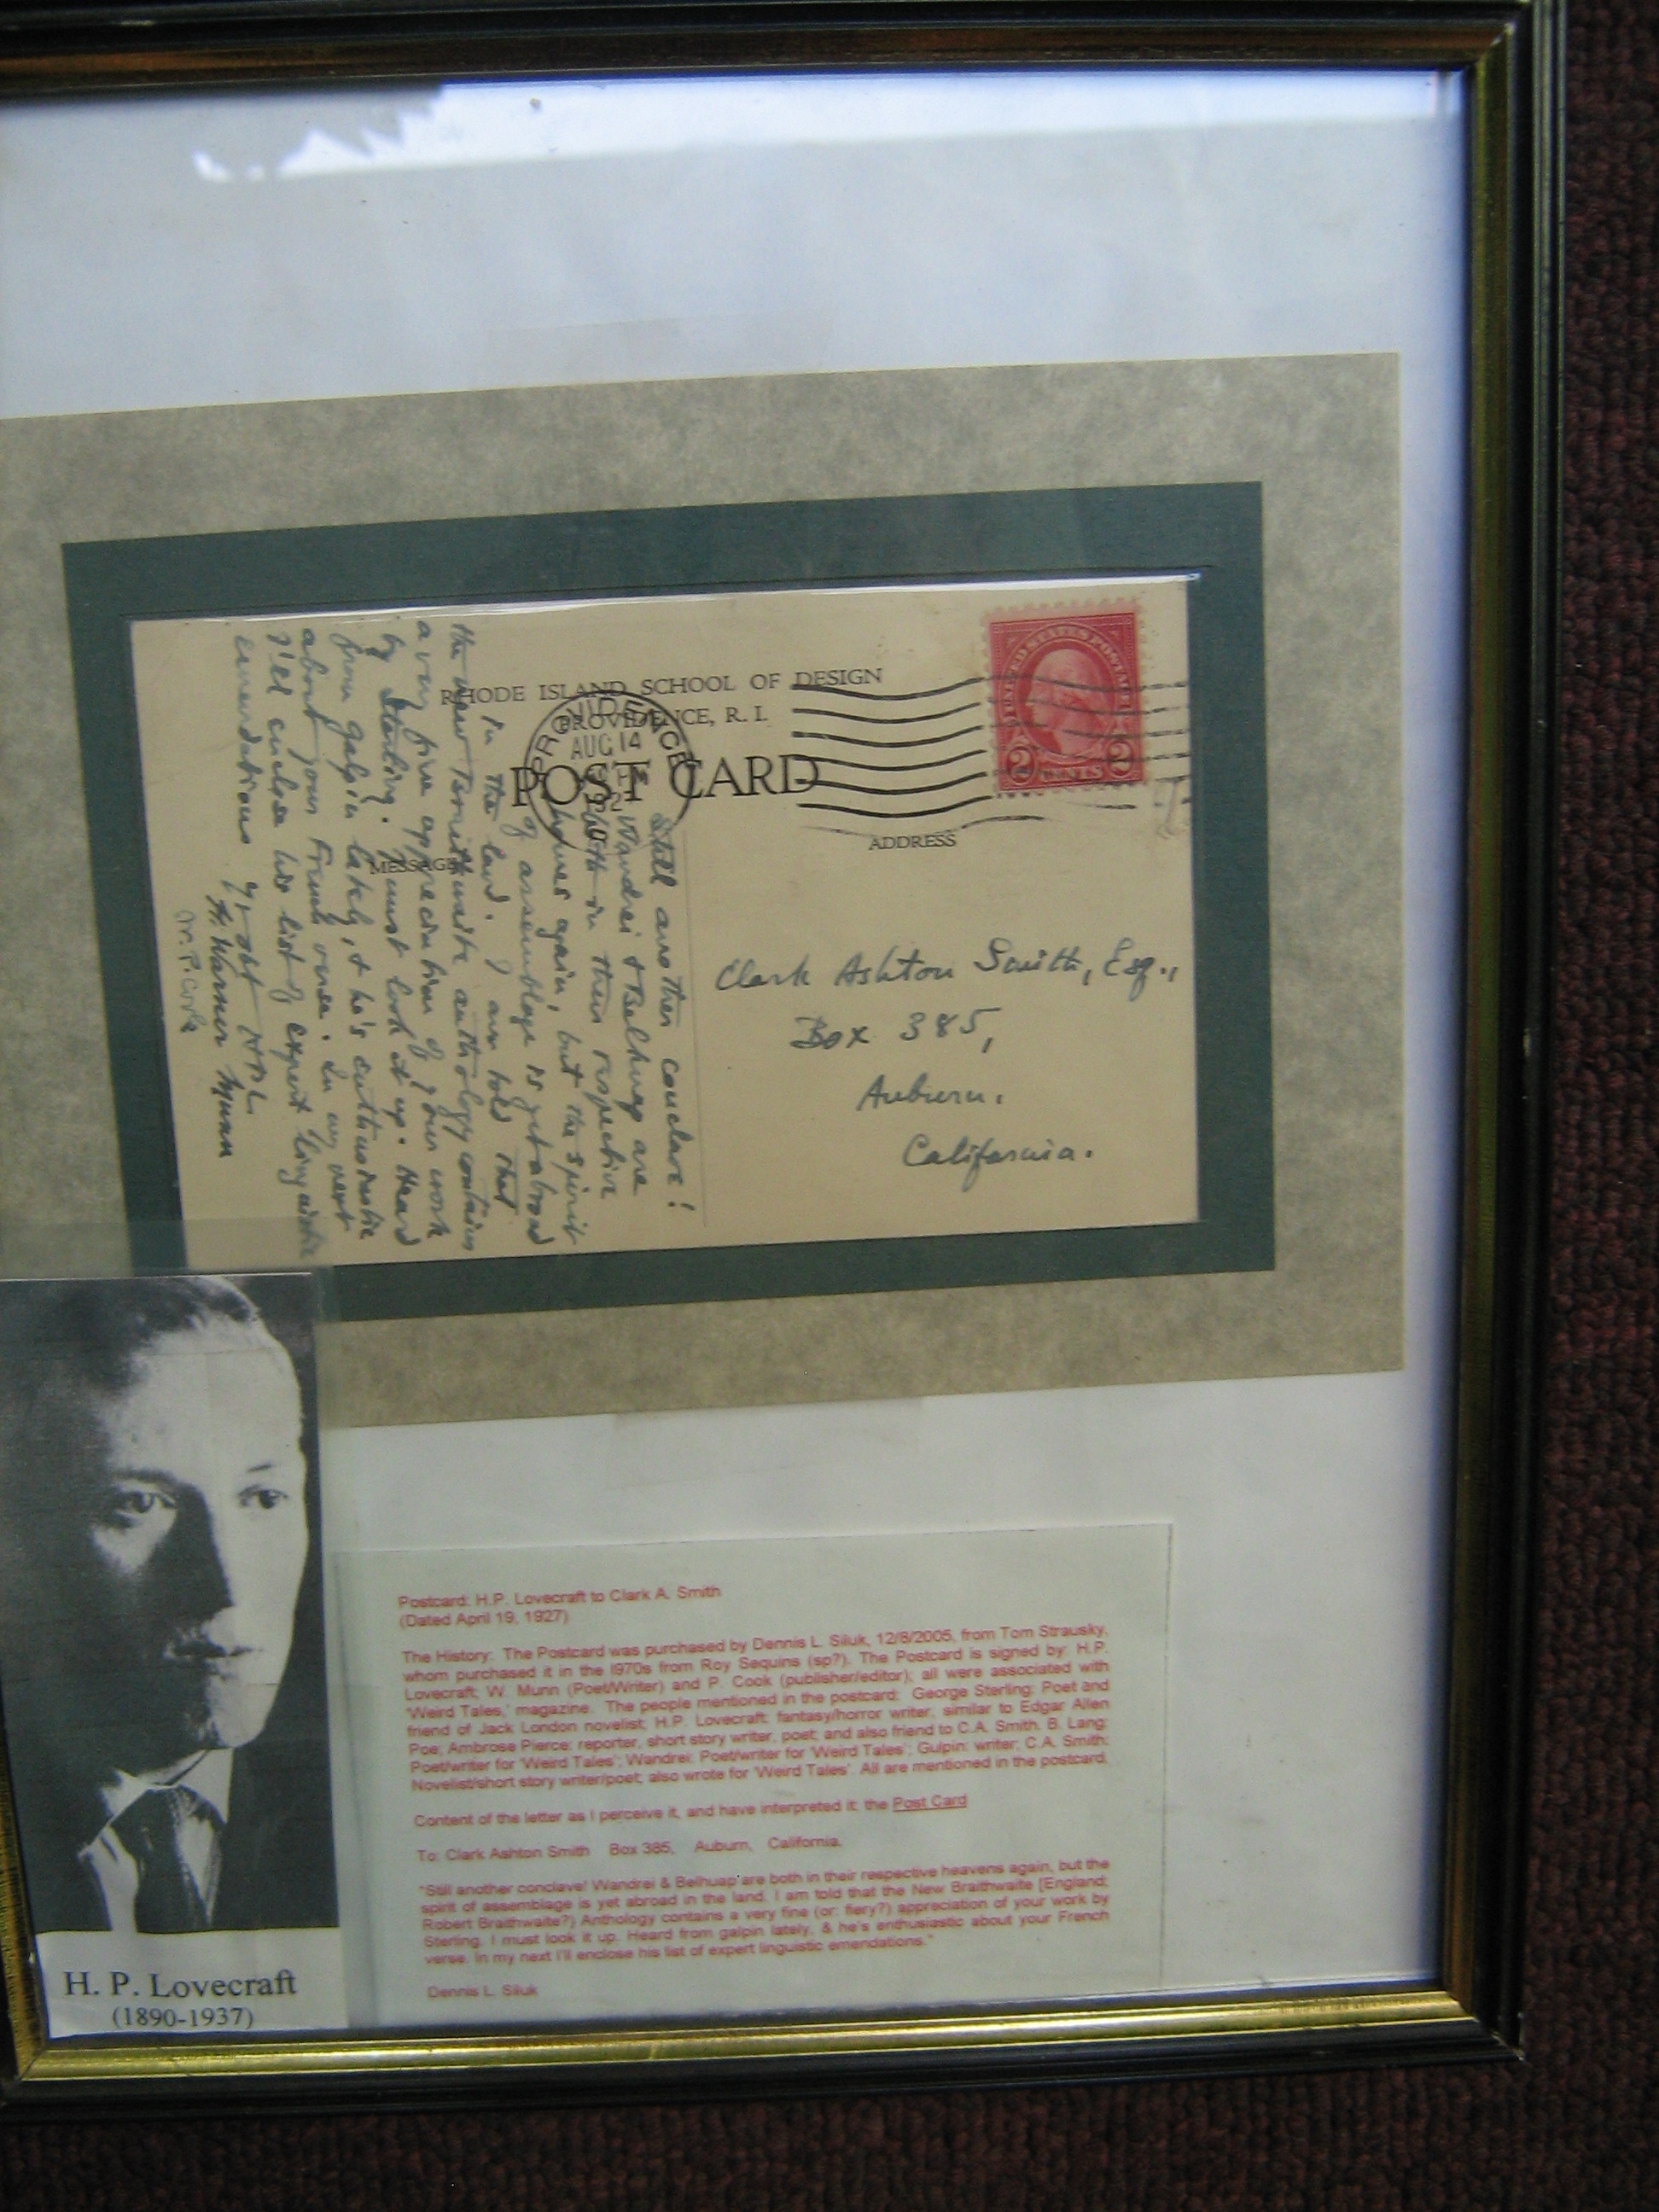 RHODE ISLAND SCHOOL OF DESIGN
PROVIDENCE, R. I.
POST CARD
MESSAGE
ADDRESS
PROVIDENCE
AUG 14
UNITED STATES POSTAGE
2 CENTS 2
Clark Ashton Smith, Esq.,
Box 385,
Auburn.
California.
Still another conclave!
Wandrei & Belknap are
both in their respective
again, but the spirit
of assemblage is yet abroad
in the land. I am told that
the new Braithwaite anthology contains
a very fine appreciation of your work
by Sterling. I must look it up. Heard
from Galpin lately, & he's enthusiastic
about your French verse. In my next
I'll enclose his list of expert linguistic
emendations
H. Warner Munn
W. P. Cook
H. P. Lovecraft
(1890-1937)
Postcard: H.P. Lovecraft to Clark A. Smith
(Dated April 19, 1927)
The History: The Postcard was purchased by Dennis L. Siluk, 12/8/2005, from Tom Strausky,
whom purchased it in the l970s from Roy Sequins (sp?). The Postcard is signed by: H.P.
Lovecraft; W. Munn (Poet/Writer) and P. Cook (publisher/editor); all were associated with
'Weird Tales,' magazine. The people mentioned in the postcard: George Sterling: Poet and
friend of Jack London novelist; H.P. Lovecraft: fantasy/horror writer, similar to Edgar Allen
Poe; Ambrose Pierce: reporter, short story writer, poet; and also friend to C.A. Smith. B. Lang:
Poet/writer for 'Weird Tales'; Wandrei: Poet/writer for 'Weird Tales'; Gulpin: writer; C.A. Smith:
Novelist/short story writer/poet; also wrote for 'Weird Tales'. All are mentioned in the postcard.
Content of the letter as I perceive it, and have interpreted it: the Post Card
To: Clark Ashton Smith Box 385, Auburn, California.
"Still another conclave! Wandrei & Belhuap are both in their respective heavens again, but the
spirit of assemblage is yet abroad in the land. I am told that the New Braithwaite [England;
Robert Braithwaite?) Anthology contains a very fine (or: fiery?) appreciation of your work by
Sterling. I must look it up. Heard from galpin lately, & he's enthusiastic about your French
verse. In my next I'll enclose his list of expert linguistic emendations."
Dennis L. Siluk